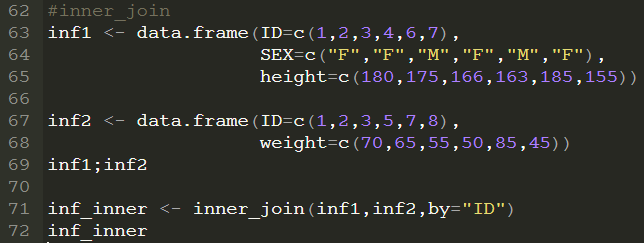 62 #inner_join
63 inf1 <- data.frame(ID=c(1,2,3,4,6,7),
64                    SEX=c("F","F","M","F","M","F"),
65                    height=c(180,175,166,163,185,155))
66
67 inf2 <- data.frame(ID=c(1,2,3,5,7,8),
68                    weight=c(70,65,55,50,85,45))
69 inf1;inf2
70
71 inf_inner <- inner_join(inf1,inf2,by="ID")
72 inf_inner